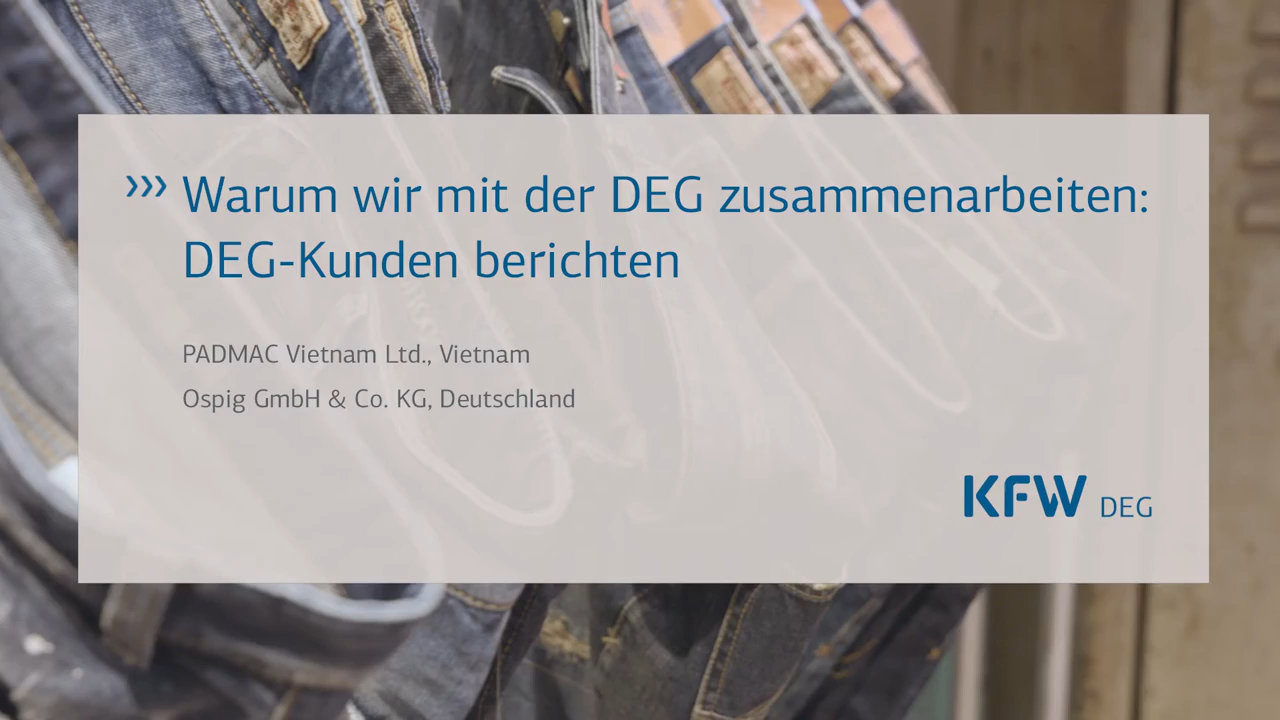 ››› Warum wir mit der DEG zusammenarbeiten:
DEG-Kunden berichten
PADMAC Vietnam Ltd., Vietnam
Ospig GmbH & Co. KG, Deutschland
KFW DEG